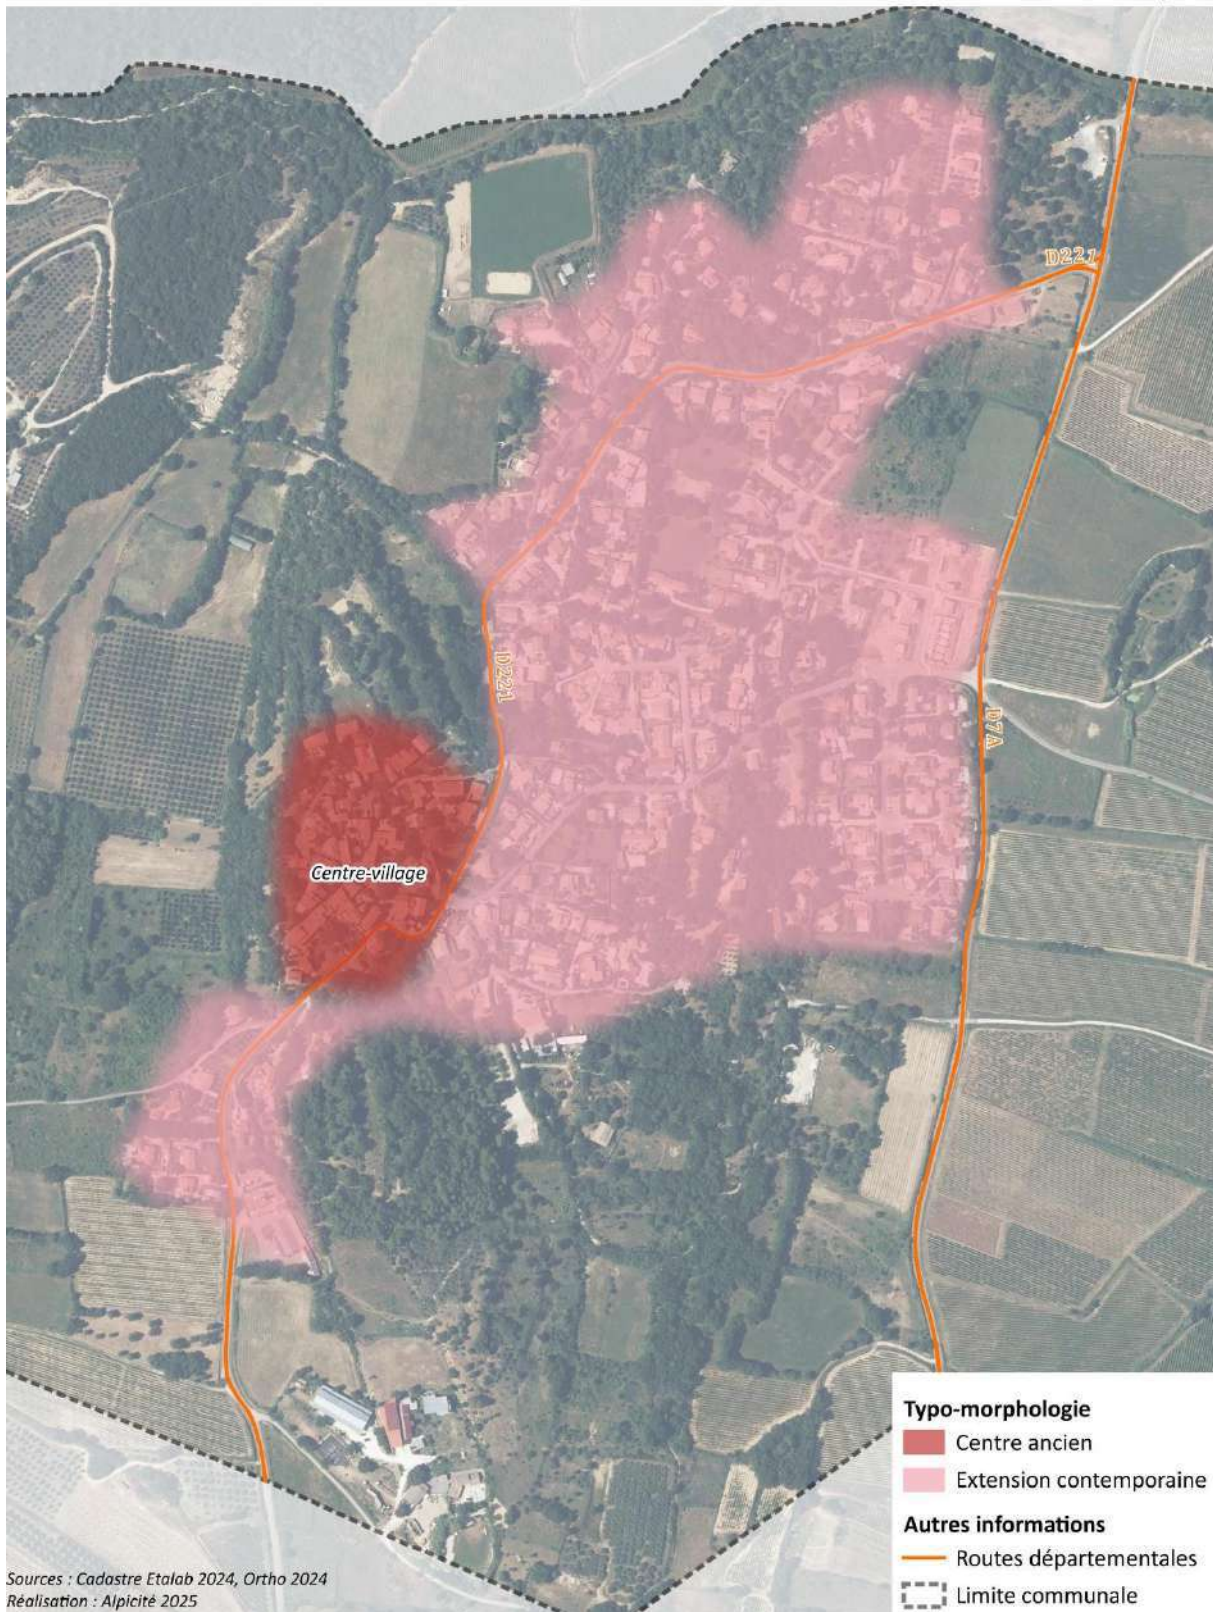 D221
D221
D7A
Centre-village
Typo-morphologie
Centre ancien
Extension contemporaine
Autres informations
Routes départementales
Limite communale
Sources : Cadastre Etalab 2024, Ortho 2024
Réalisation : Alpicité 2025